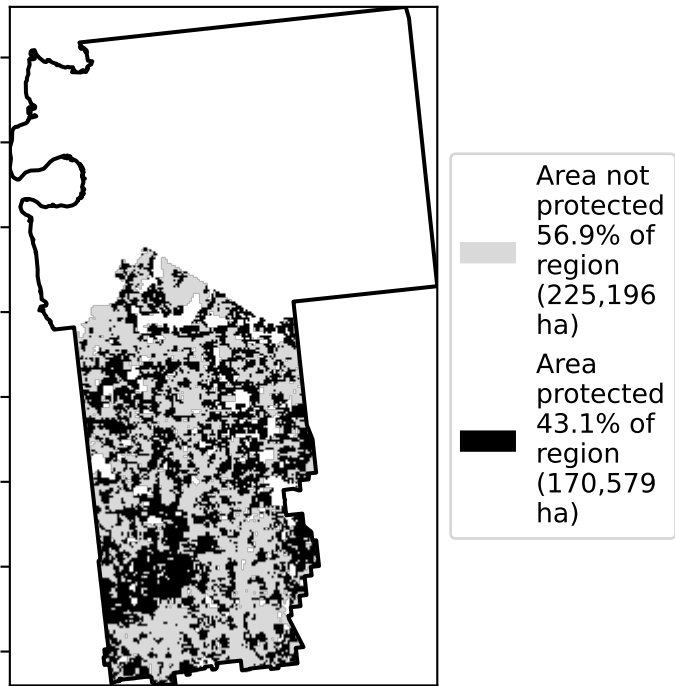 Area not
protected
56.9% of
region
(225,196
ha)
Area
protected
43.1% of
region
(170,579
ha)